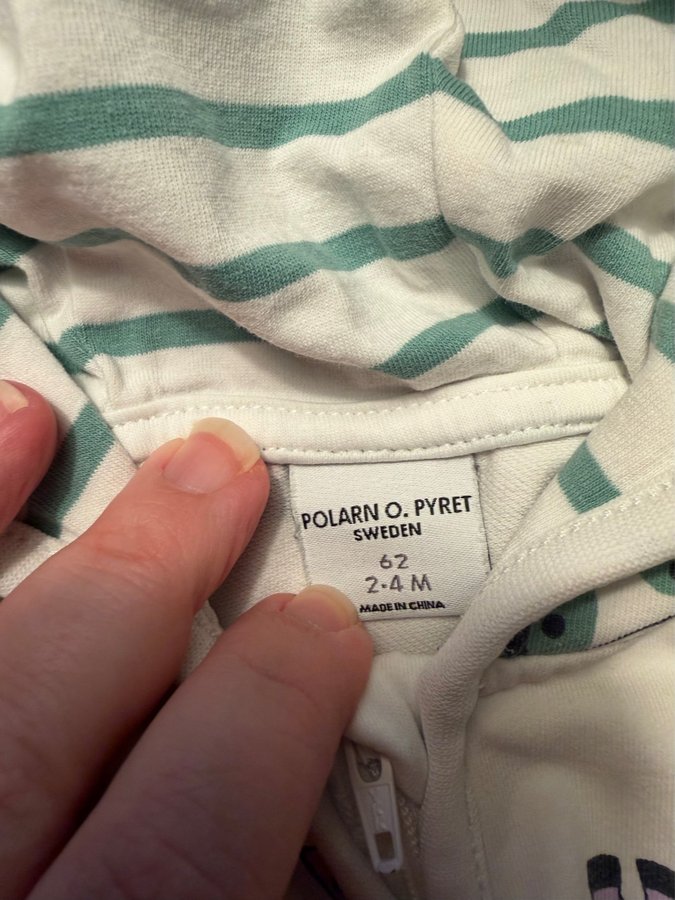 POLARN O. PYRET
SWEDEN
62
2-4 M
MADE IN CHINA